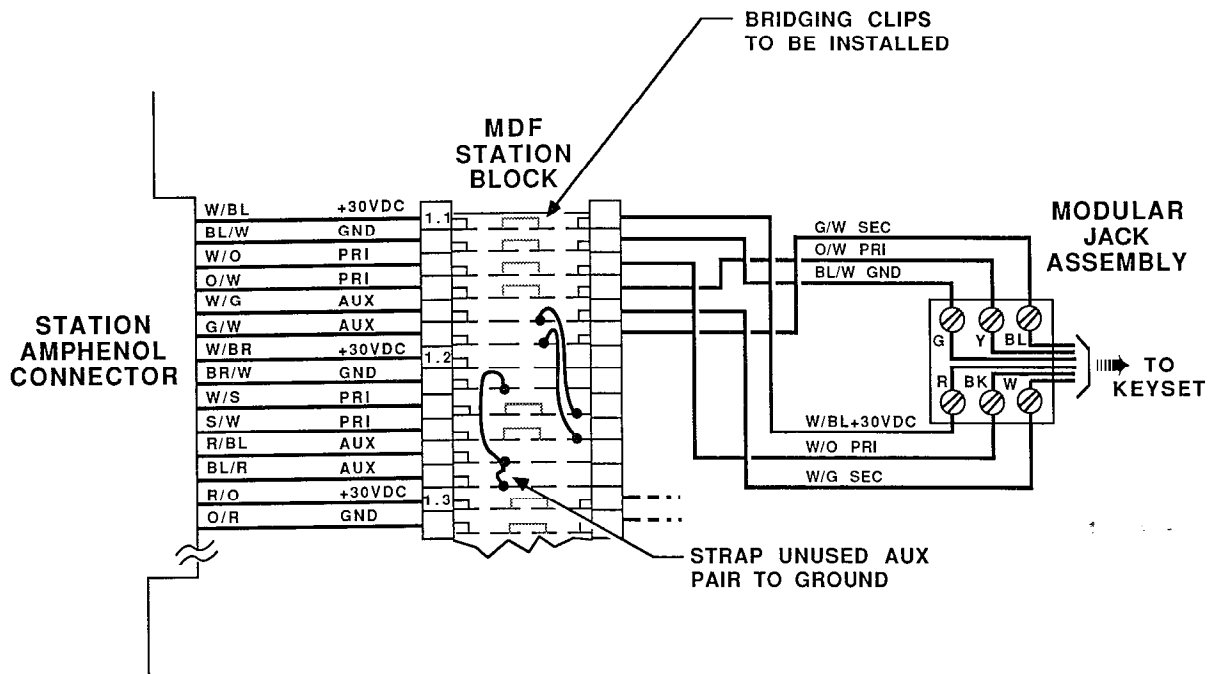 BRIDGING CLIPS
TO BE INSTALLED
MDF
STATION
BLOCK
STATION
AMPHENOL
CONNECTOR
W/BL +30VDC 1.1
BL/W GND
W/O PRI
O/W PRI
W/G AUX
G/W AUX
W/BR +30VDC 1.2
BR/W GND
W/S PRI
S/W PRI
R/BL AUX
BL/R AUX
R/O +30VDC 1.3
O/R GND
G/W SEC
O/W PRI
BL/W GND
MODULAR
JACK
ASSEMBLY
G Y BL
R BK W
TO
KEYSET
W/BL+30VDC
W/O PRI
W/G SEC
STRAP UNUSED AUX
PAIR TO GROUND